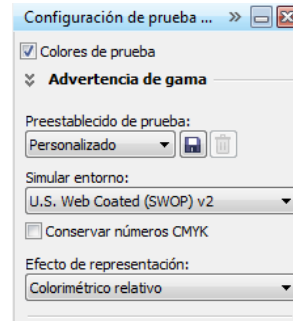 Configuración de prueba ...
Colores de prueba
Advertencia de gama
Preestablecido de prueba:
Personalizado
Simular entorno:
U.S. Web Coated (SWOP) v2
Conservar números CMYK
Efecto de representación:
Colorimétrico relativo